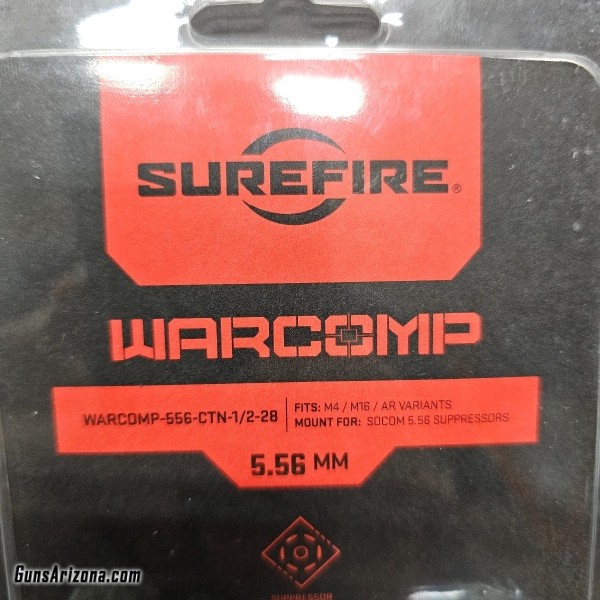 SUREFIRE®
WARCOMP
WARCOMP-556-CTN-1/2-28
FITS: M4 / M16 / AR VARIANTS
MOUNT FOR: SOCOM 5.56 SUPPRESSORS
5.56 MM
SUPPRESSOR
GunsArizona.com